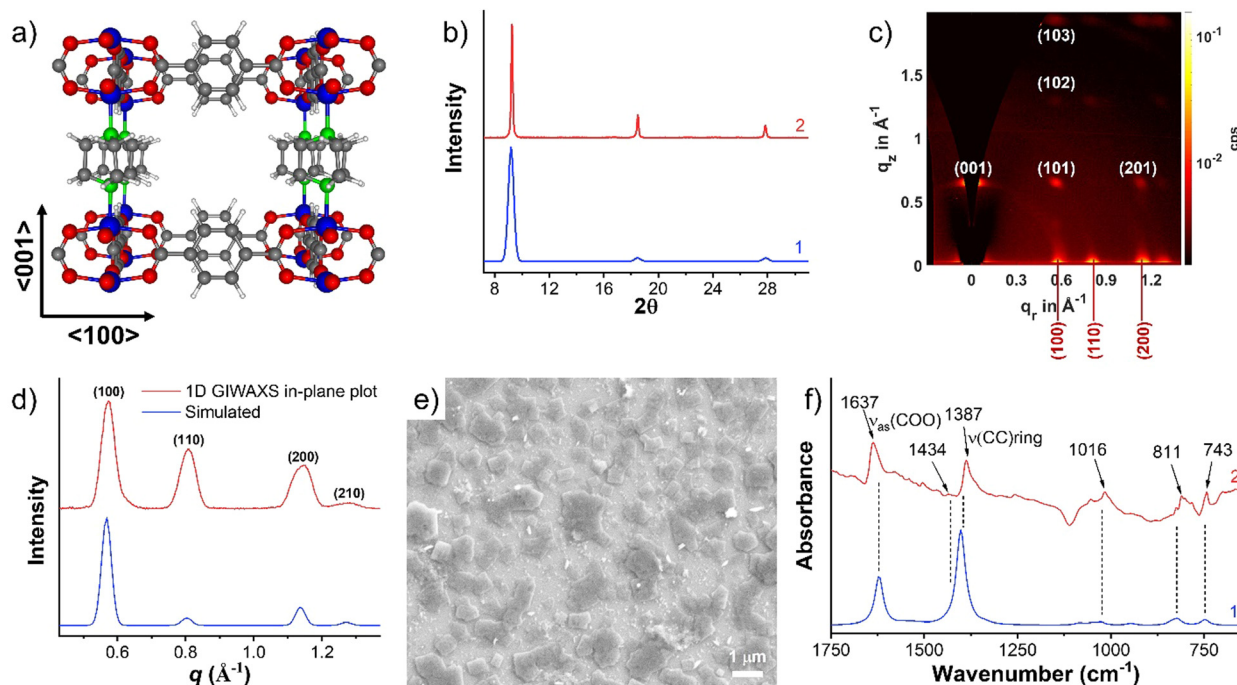 a)
<001>
<100>
b)
Intensity
2
1
8 12 16 20 24 28
2θ
c)
q_z in Å⁻¹
1.5
1
0.5
0
(103)
(102)
(001)
(101)
(201)
10⁻¹
cps
10⁻²
0 0.3 0.6 0.9 1.2
q_r in Å⁻¹
(100)
(110)
(200)
d)
Intensity
(100)
1D GIWAXS in-plane plot
Simulated
(110)
(200)
(210)
0.6 0.8 1.0 1.2
q (Å⁻¹)
e)
1 µm
f)
Absorbance
1637
ν_as(COO)
1434
1387
ν(CC)ring
1016
811
743
2
1
1750 1500 1250 1000 750
Wavenumber (cm⁻¹)